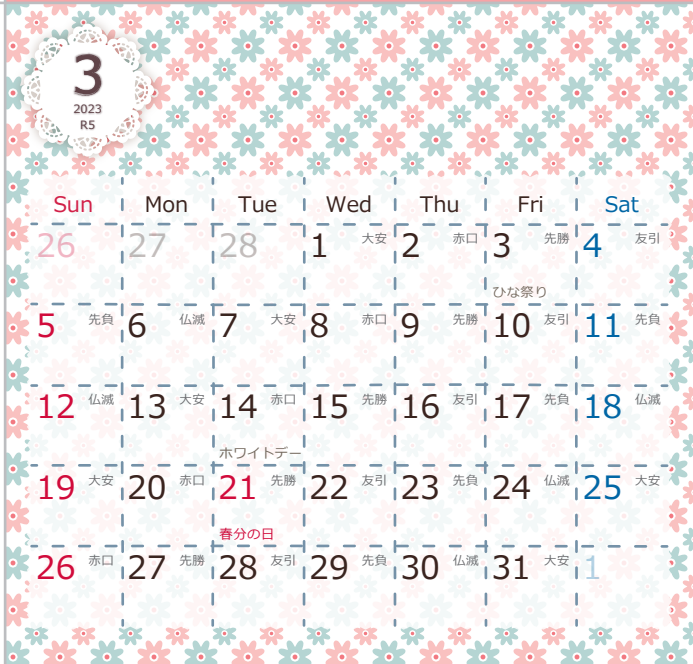 3
2023
R5
Sun Mon Tue Wed Thu Fri Sat
26 27 28 1 大安 2 赤口 3 先勝 4 友引
ひな祭り
5 先負 6 仏滅 7 大安 8 赤口 9 先勝 10 友引 11 先負
12 仏滅 13 大安 14 赤口 15 先勝 16 友引 17 先負 18 仏滅
ホワイトデー
19 大安 20 赤口 21 先勝 22 友引 23 先負 24 仏滅 25 大安
春分の日
26 赤口 27 先勝 28 友引 29 先負 30 仏滅 31 大安 1